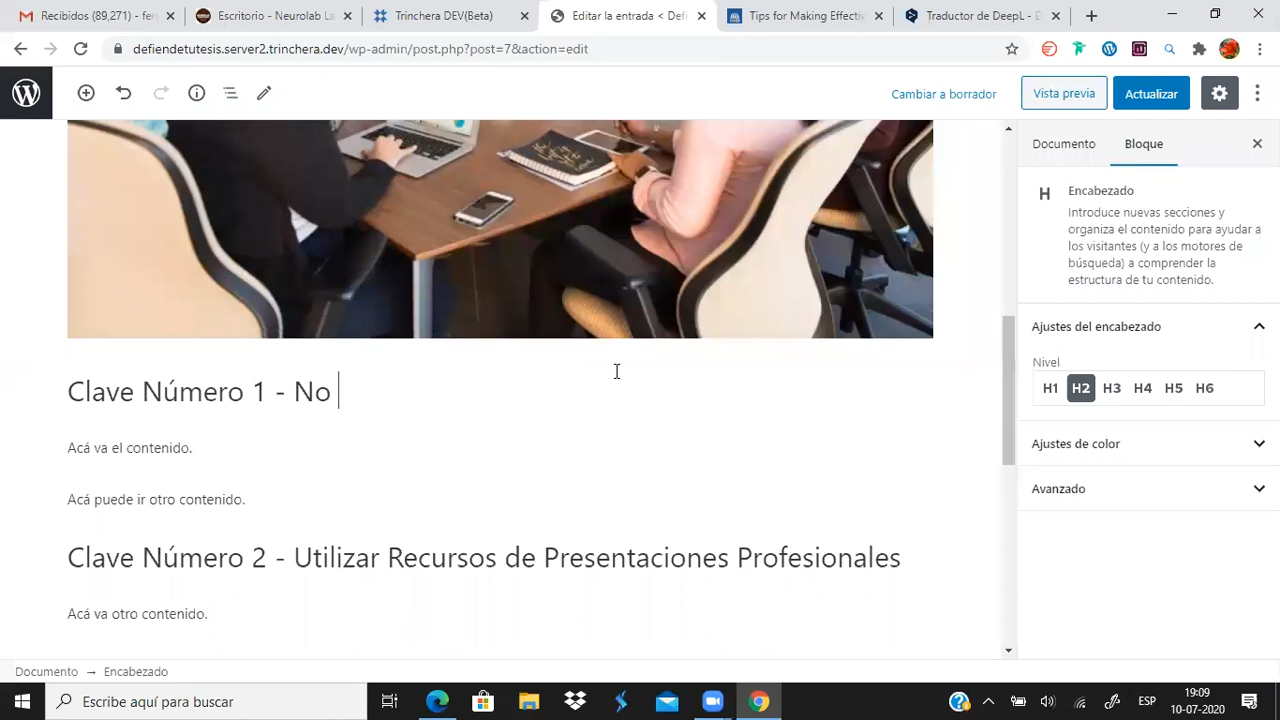 Recibidos (89,271) - fer
Escritorio ‹ Neurolab La
Trinchera DEV(Beta)
Editar la entrada ‹ Defi
Tips for Making Effecti
Traductor de DeepL - D
defiendetutesis.server2.trinchera.dev/wp-admin/post.php?post=7&action=edit
Cambiar a borrador
Vista previa
Actualizar
Documento
Bloque
Encabezado
Introduce nuevas secciones y
organiza el contenido para ayudar a
los visitantes (y a los motores de
búsqueda) a comprender la
estructura de tu contenido.
Ajustes del encabezado
Nivel
H1 H2 H3 H4 H5 H6
Ajustes de color
Avanzado
Clave Número 1 - No
Acá va el contenido.
Acá puede ir otro contenido.
Clave Número 2 - Utilizar Recursos de Presentaciones Profesionales
Acá va otro contenido.
Documento → Encabezado
Escribe aquí para buscar
ESP
19:09
10-07-2020